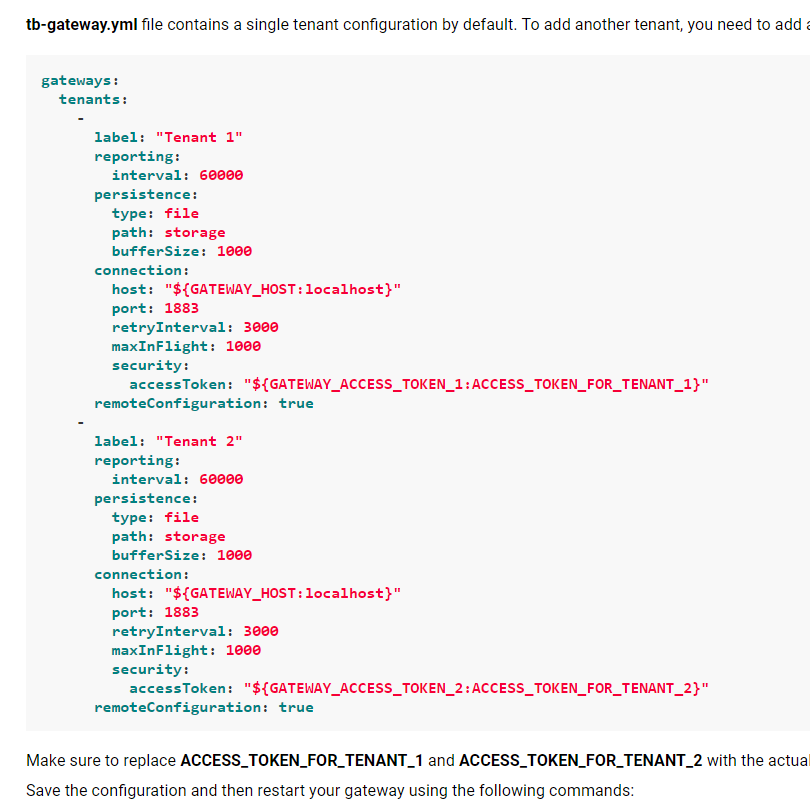 tb-gateway.yml file contains a single tenant configuration by default. To add another tenant, you need to add
gateways:
  tenants:
    -
      label: "Tenant 1"
      reporting:
        interval: 60000
      persistence:
        type: file
        path: storage
        bufferSize: 1000
      connection:
        host: "${GATEWAY_HOST:localhost}"
        port: 1883
        retryInterval: 3000
        maxInFlight: 1000
        security:
          accessToken: "${GATEWAY_ACCESS_TOKEN_1:ACCESS_TOKEN_FOR_TENANT_1}"
      remoteConfiguration: true
    -
      label: "Tenant 2"
      reporting:
        interval: 60000
      persistence:
        type: file
        path: storage
        bufferSize: 1000
      connection:
        host: "${GATEWAY_HOST:localhost}"
        port: 1883
        retryInterval: 3000
        maxInFlight: 1000
        security:
          accessToken: "${GATEWAY_ACCESS_TOKEN_2:ACCESS_TOKEN_FOR_TENANT_2}"
      remoteConfiguration: true
Make sure to replace ACCESS_TOKEN_FOR_TENANT_1 and ACCESS_TOKEN_FOR_TENANT_2 with the actual
Save the configuration and then restart your gateway using the following commands: